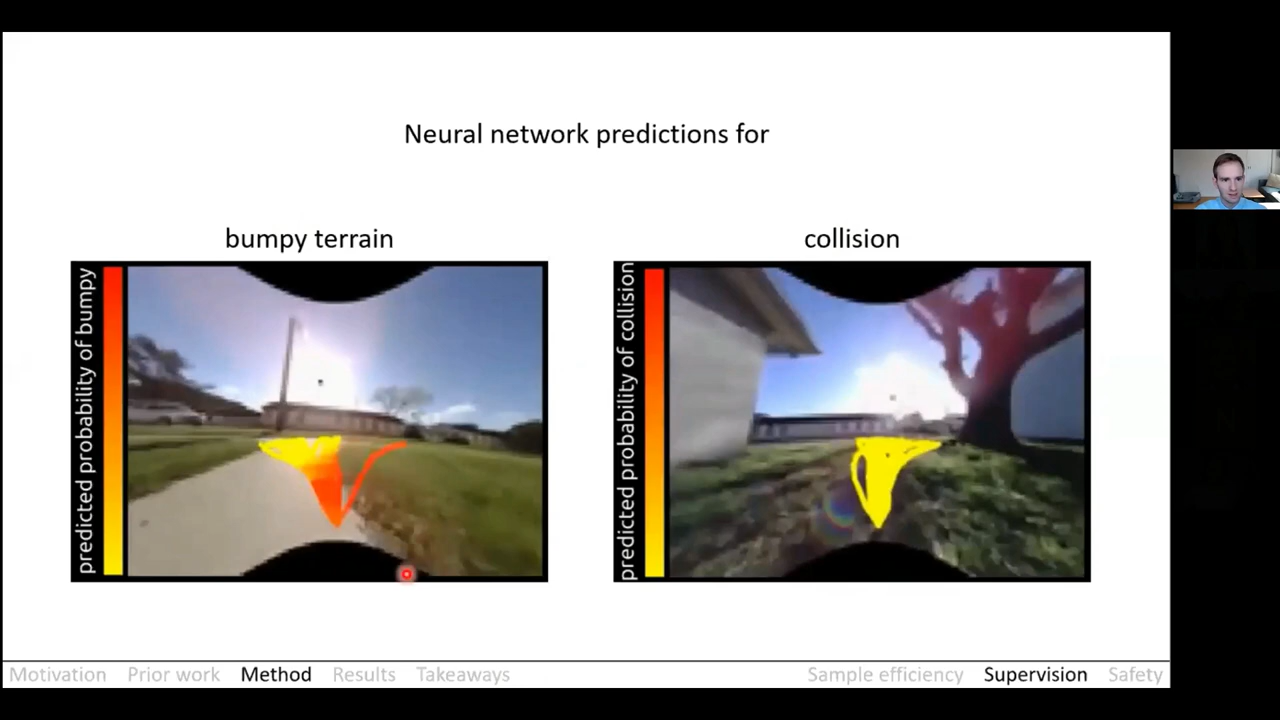 Neural network predictions for
bumpy terrain
collision
predicted probability of bumpy
predicted probability of collision
Motivation Prior work Method Results Takeaways Sample efficiency Supervision Safety